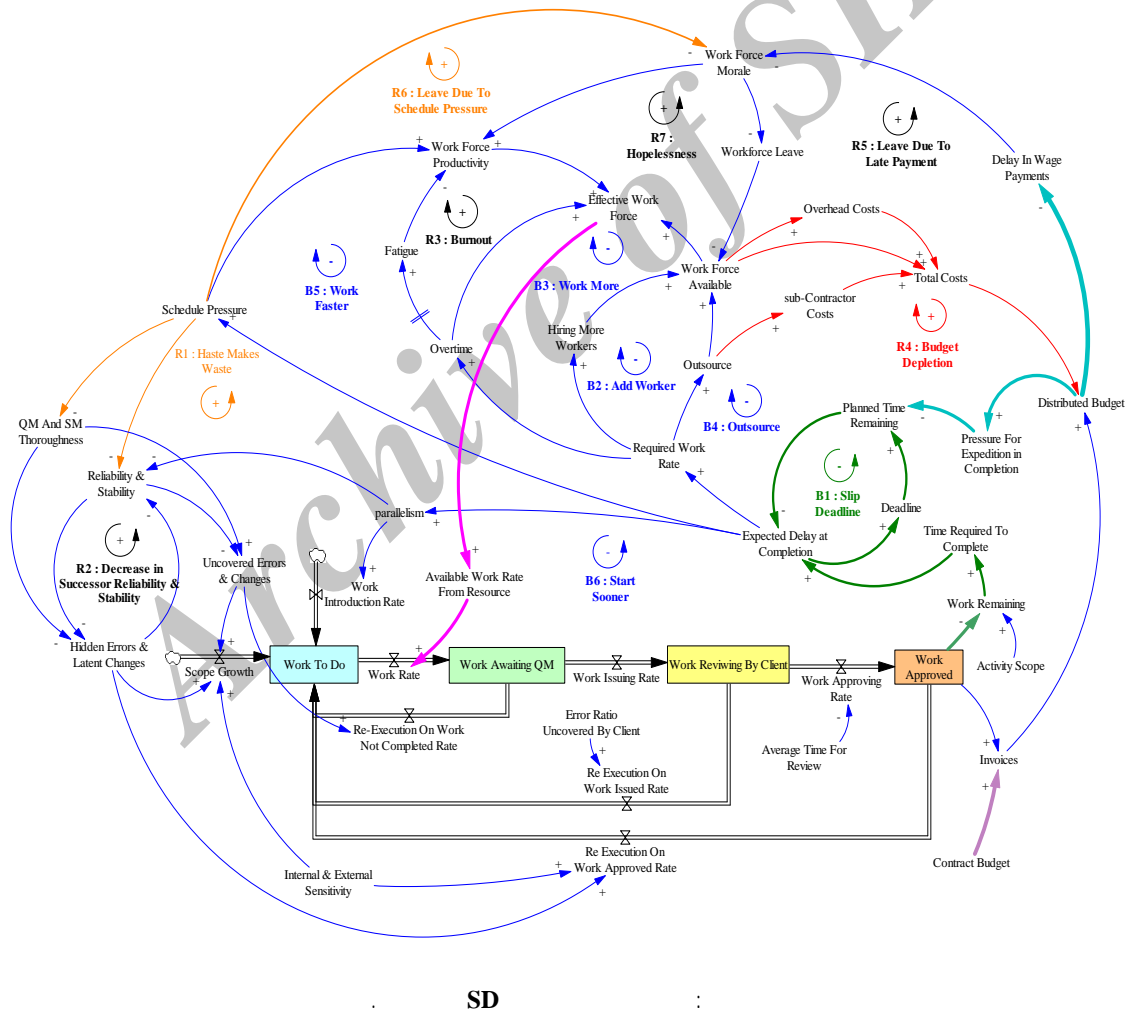 Archive of SI
Work Force
Morale
R6 : Leave Due To
Schedule Pressure
R7 :
Hopelessness
R5 : Leave Due To
Late Payment
Work Force
Productivity
Workforce Leave
Delay In Wage
Payments
Effective Work
Force
Overhead Costs
R3 : Burnout
Fatigue
B5 : Work
Faster
B3 : Work More
Work Force
Available
Total Costs
sub-Contractor
Costs
Schedule Pressure
Hiring More
Workers
R1 : Haste Makes
Waste
Overtime
Outsource
R4 : Budget
Depletion
B2 : Add Worker
B4 : Outsource
Distributed Budget
QM And SM
Thoroughness
Planned Time
Remaining
Pressure For
Expedition in
Completion
Required Work
Rate
Reliability &
Stability
B1 : Slip
Deadline
Deadline
parallelism
Expected Delay at
Completion
Time Required To
Complete
R2 : Decrease in
Successor Reliability &
Stability
Uncovered Errors
& Changes
Work
Introduction Rate
Available Work Rate
From Resource
B6 : Start
Sooner
Work Remaining
Hidden Errors &
Latent Changes
Scope Growth
Work To Do
Work Rate
Work Awaiting QM
Work Issuing Rate
Work Reviwing By Client
Work Approving
Rate
Work
Approved
Activity Scope
Re-Execution On Work
Not Completed Rate
Error Ratio
Uncovered By Client
Average Time For
Review
Invoices
Re Execution On
Work Issued Rate
Re Execution On
Work Approved Rate
Internal & External
Sensitivity
Contract Budget
. SD :